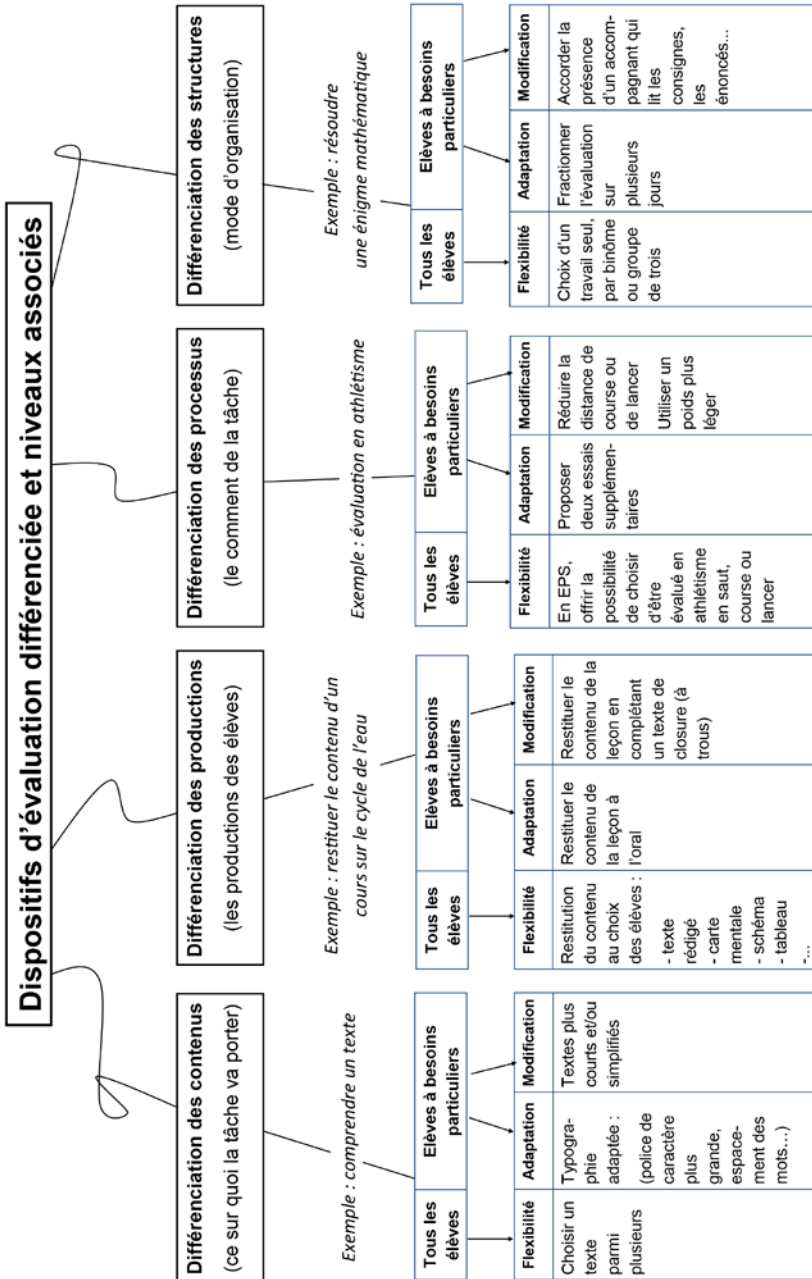 Dispositifs d'évaluation différenciée et niveaux associés
Différenciation des contenus
(ce sur quoi la tâche va porter)
Exemple : comprendre un texte
Tous les
élèves
Elèves à besoins
particuliers
Flexibilité
Choisir un
texte
parmi
plusieurs
Adaptation
Typogra-
phie
adaptée :
(police de
caractère
plus
grande,
espace-
ment des
mots...)
Modification
Textes plus
courts et/ou
simplifiés
Différenciation des productions
(les productions des élèves)
Exemple : restituer le contenu d'un
cours sur le cycle de l'eau
Tous les
élèves
Elèves à besoins
particuliers
Flexibilité
Restitution
du contenu
au choix
des élèves :
- texte
rédigé
- carte
mentale
- schéma
- tableau
-...
Adaptation
Restituer le
contenu de
la leçon à
l'oral
Modification
Restituer le
contenu de la
leçon en
complétant
un texte de
closure (à
trous)
Différenciation des processus
(le comment de la tâche)
Exemple : évaluation en athlétisme
Tous les
élèves
Elèves à besoins
particuliers
Flexibilité
En EPS,
offrir la
possibilité
de choisir
d'être
évalué en
athlétisme
en saut,
course ou
lancer
Adaptation
Proposer
deux essais
supplémen-
taires
Modification
Réduire la
distance de
course ou
de lancer
Utiliser un
poids plus
léger
Différenciation des structures
(mode d'organisation)
Exemple : résoudre
une énigme mathématique
Tous les
élèves
Elèves à besoins
particuliers
Flexibilité
Choix d'un
travail seul,
par binôme
ou groupe
de trois
Adaptation
Fractionner
l'évaluation
sur
plusieurs
jours
Modification
Accorder la
présence
d'un accom-
pagnant qui
lit les
consignes,
les
énoncés...